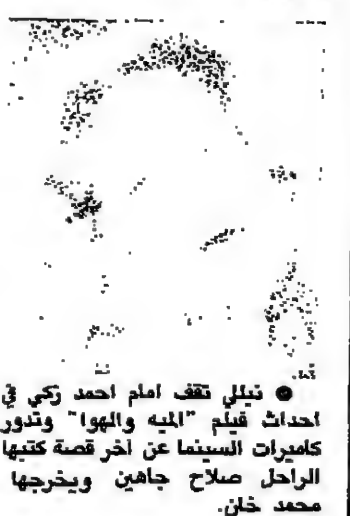 ● نيللي تقف امام احمد زكي في
احداث فيلم "الميه والهوا" وتدور
كاميرات السينما عن اخر قصة كتبها
الراحل صلاح جاهين ويخرجها
محمد خان.